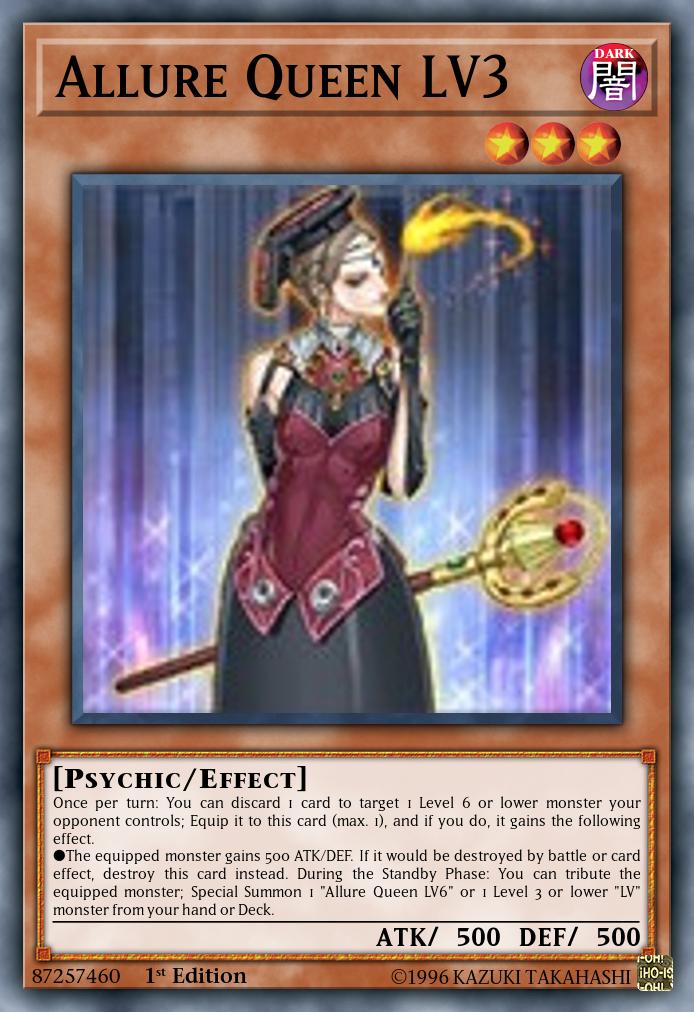 Allure Queen LV3
DARK
闇
[Psychic/Effect]
Once per turn: You can discard 1 card to target 1 Level 6 or lower monster your
opponent controls; Equip it to this card (max. 1), and if you do, it gains the following
effect.
●The equipped monster gains 500 ATK/DEF. If it would be destroyed by battle or card
effect, destroy this card instead. During the Standby Phase: You can tribute the
equipped monster; Special Summon 1 "Allure Queen LV6" or 1 Level 3 or lower "LV"
monster from your hand or Deck.
ATK/ 500 DEF/ 500
87257460 1st Edition ©1996 KAZUKI TAKAHASHI